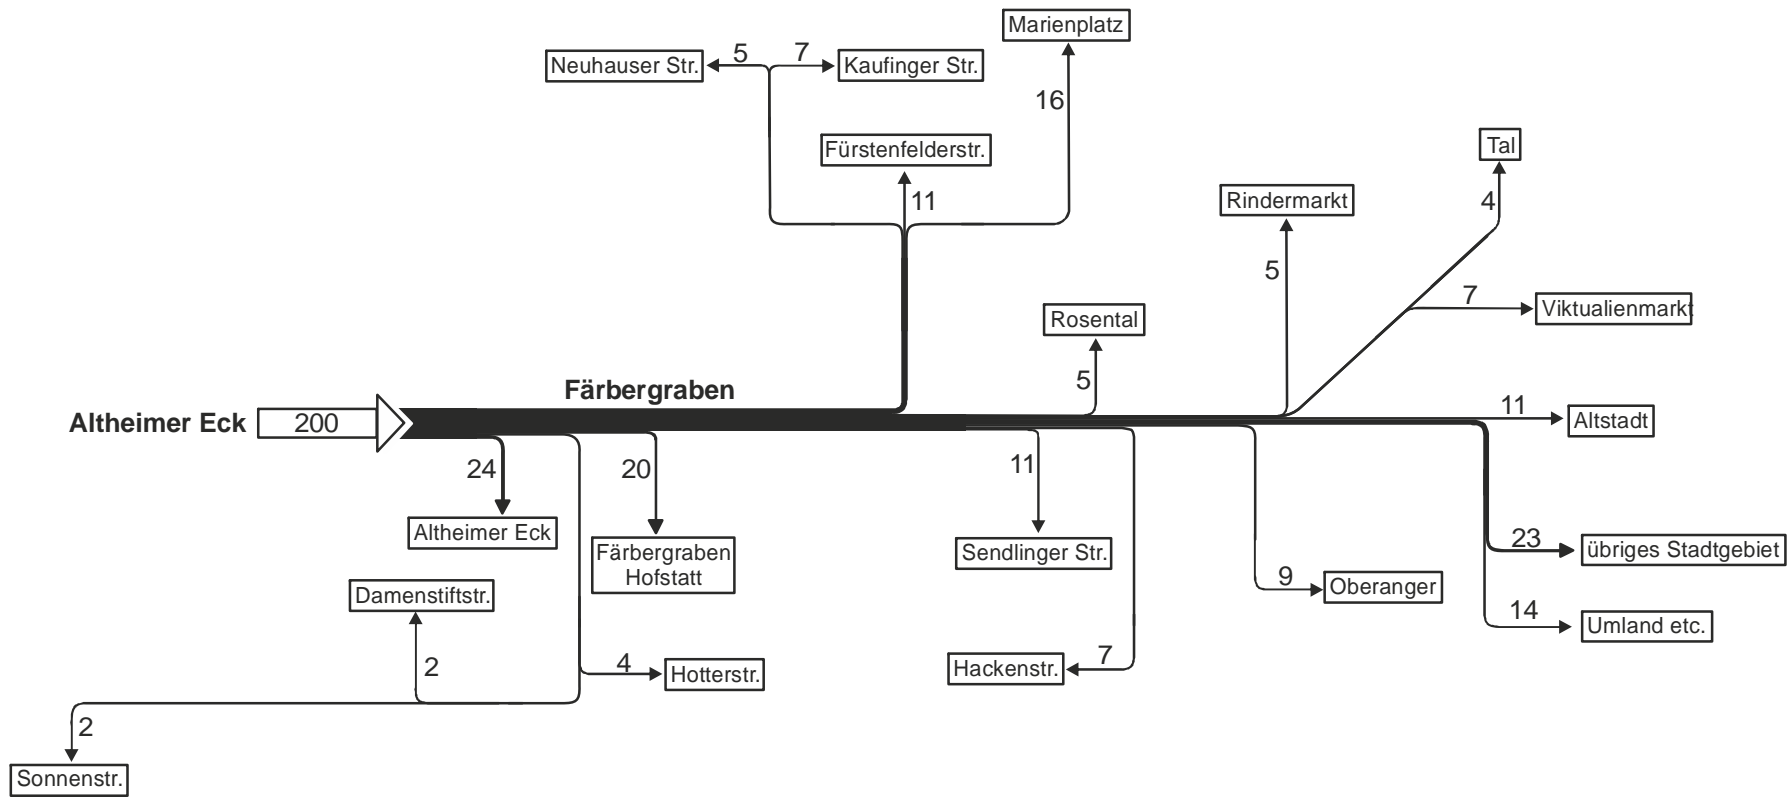 Marienplatz
5
7
Neuhauser Str.
Kaufinger Str.
16
Fürstenfelderstr.
Tal
11
Rindermarkt
4
5
7
Viktualienmarkt
Rosental
5
Färbergraben
11
Altheimer Eck
200
Altstadt
24
20
11
Altheimer Eck
23
Färbergraben
Hofstatt
Sendlinger Str.
übriges Stadtgebiet
9
Oberanger
Damenstiftstr.
14
Umland etc.
2
4
7
Hotterstr.
Hackenstr.
2
Sonnenstr.